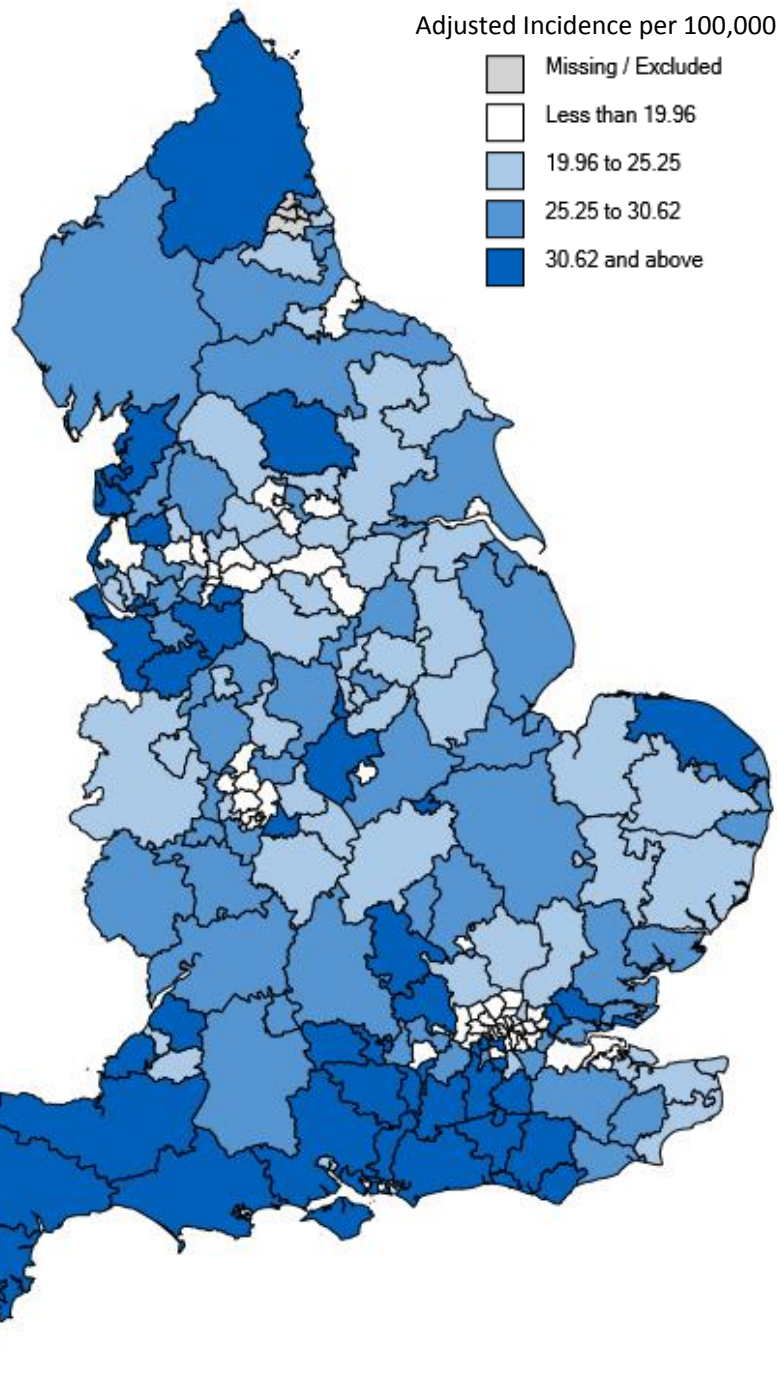 Adjusted Incidence per 100,000
Missing / Excluded
Less than 19.96
19.96 to 25.25
25.25 to 30.62
30.62 and above